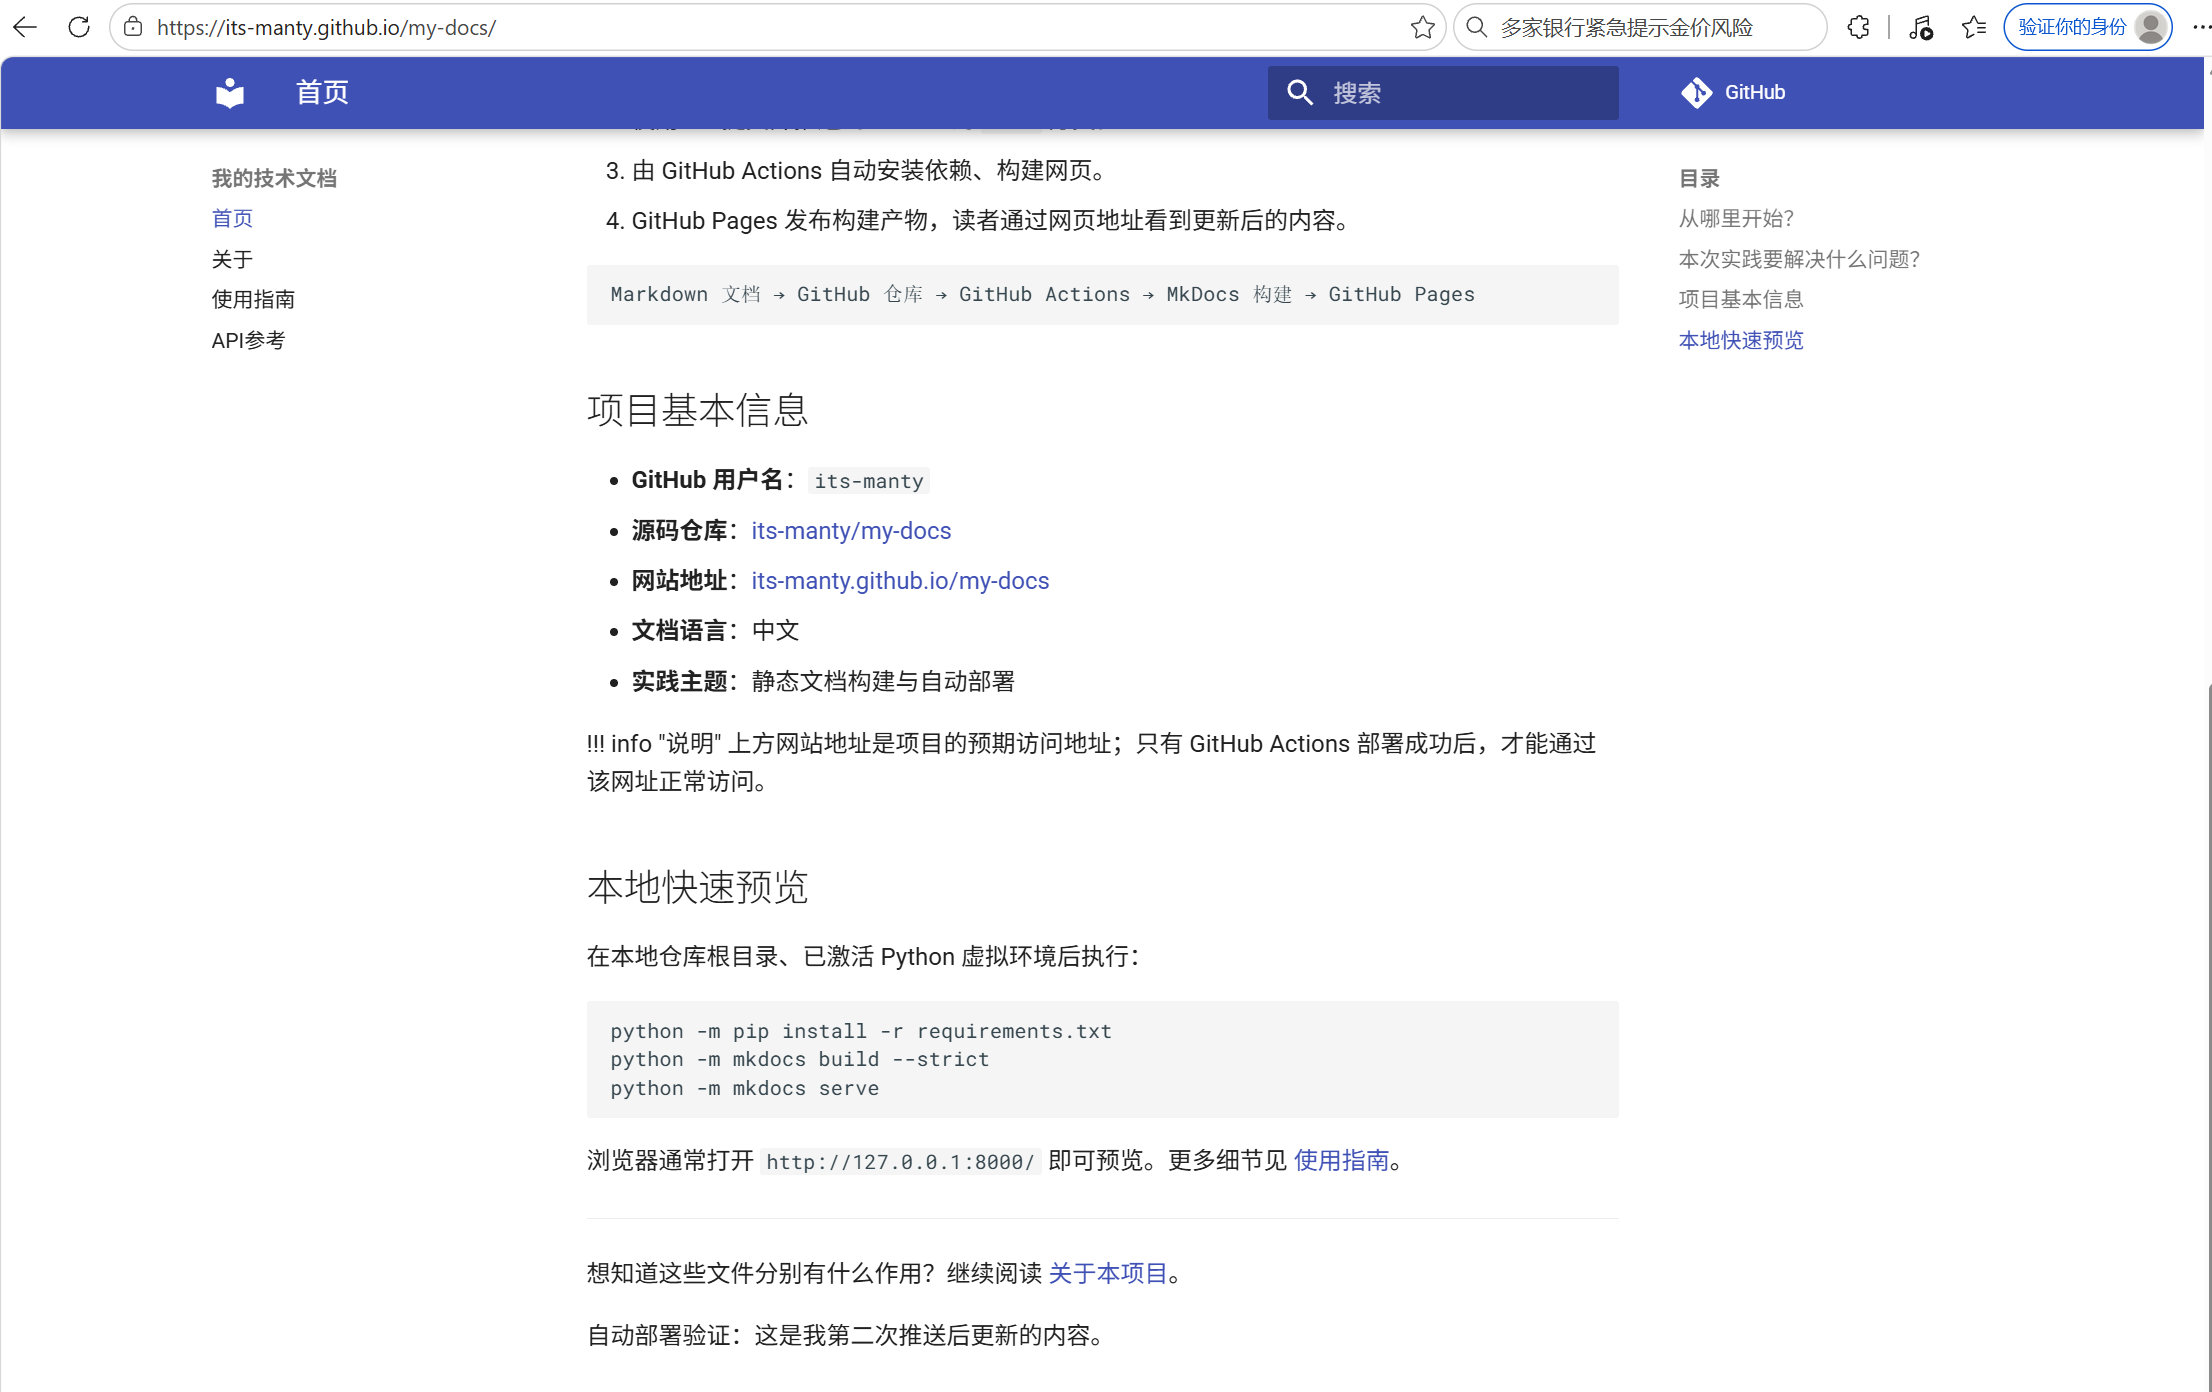 https://its-manty.github.io/my-docs/
多家银行紧急提示金价风险
验证你的身份
首页
搜索
GitHub
我的技术文档
首页
关于
使用指南
API参考
3. 由 GitHub Actions 自动安装依赖、构建网页。
4. GitHub Pages 发布构建产物，读者通过网页地址看到更新后的内容。
Markdown 文档 → GitHub 仓库 → GitHub Actions → MkDocs 构建 → GitHub Pages
项目基本信息
• GitHub 用户名： its-manty
• 源码仓库：its-manty/my-docs
• 网站地址：its-manty.github.io/my-docs
• 文档语言：中文
• 实践主题：静态文档构建与自动部署
!!! info "说明" 上方网站地址是项目的预期访问地址；只有 GitHub Actions 部署成功后，才能通过
该网址正常访问。
本地快速预览
在本地仓库根目录、已激活 Python 虚拟环境后执行：
python -m pip install -r requirements.txt
python -m mkdocs build --strict
python -m mkdocs serve
浏览器通常打开 http://127.0.0.1:8000/ 即可预览。更多细节见 使用指南。
想知道这些文件分别有什么作用？继续阅读 关于本项目。
自动部署验证：这是我第二次推送后更新的内容。
目录
从哪里开始？
本次实践要解决什么问题？
项目基本信息
本地快速预览